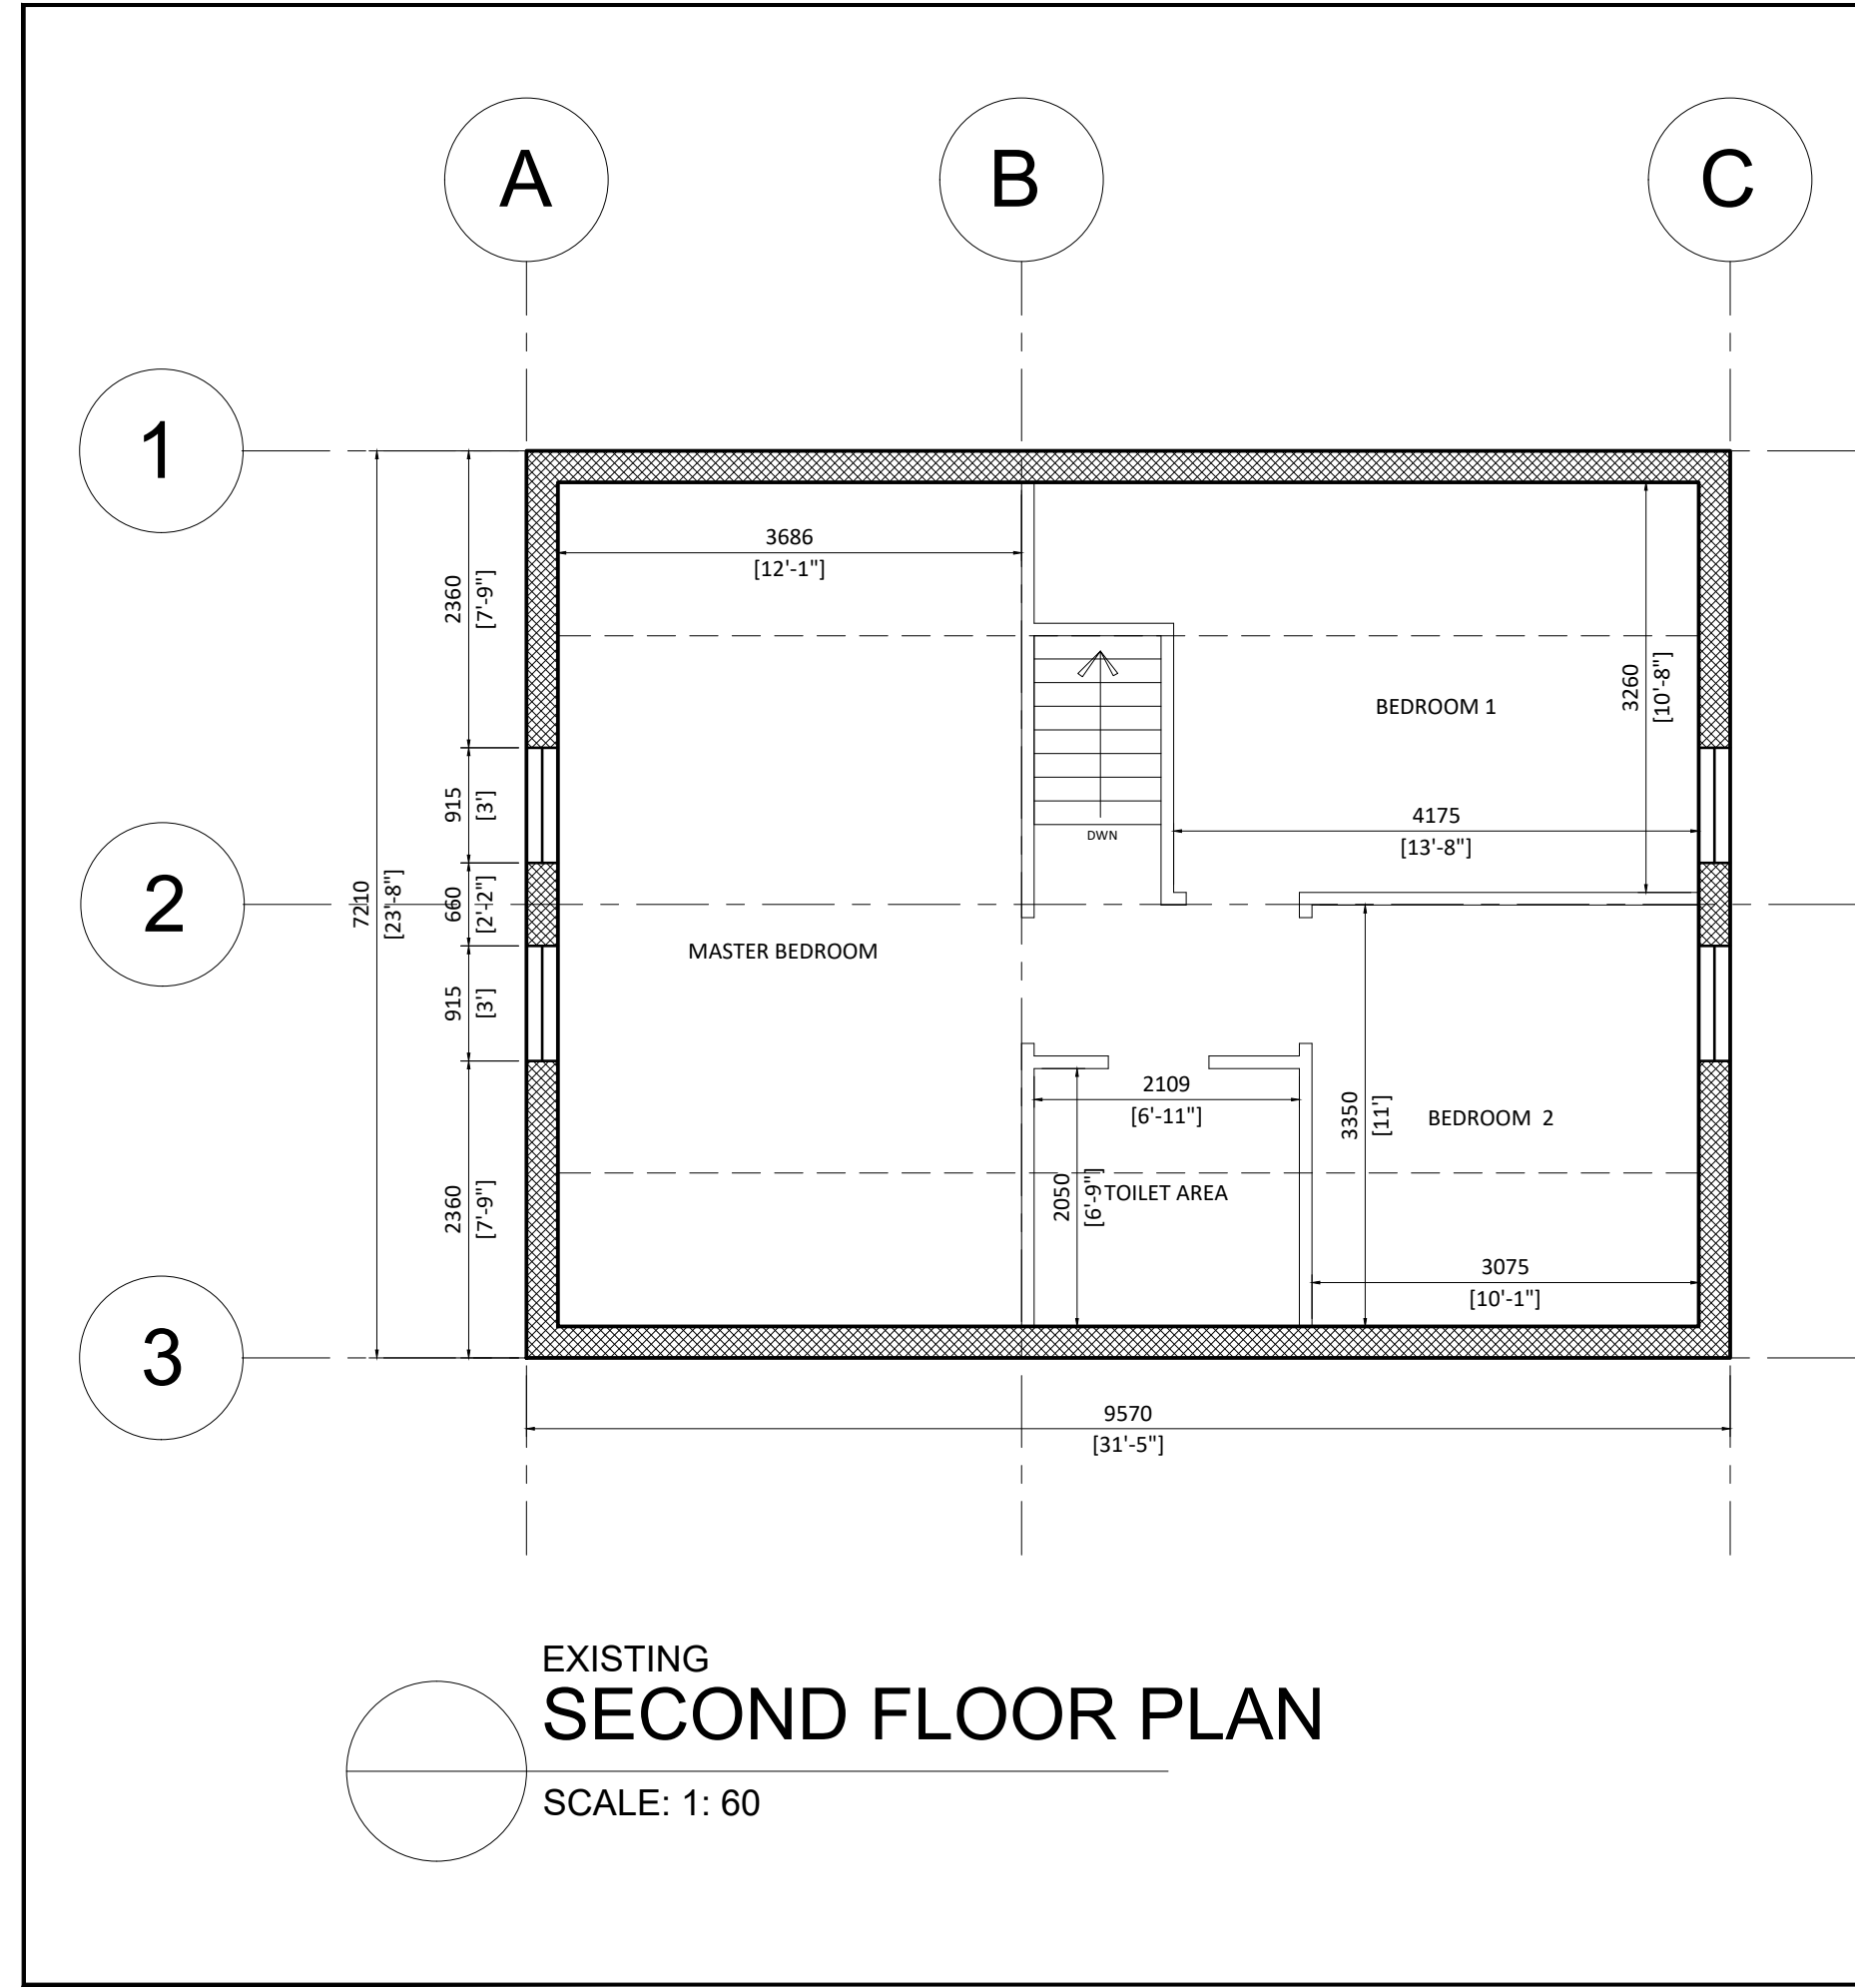 A
B
C
1
2
3
3686
[12'-1"]
2360
[7'-9"]
915
[3']
660
[2'-2"]
915
[3']
2360
[7'-9"]
7210
[23'-8"]
3260
[10'-8"]
BEDROOM 1
4175
[13'-8"]
DWN
MASTER BEDROOM
2109
[6'-11"]
3350
[11']
BEDROOM 2
2050
[6'-9"]
TOILET AREA
3075
[10'-1"]
9570
[31'-5"]
EXISTING
SECOND FLOOR PLAN
SCALE: 1: 60